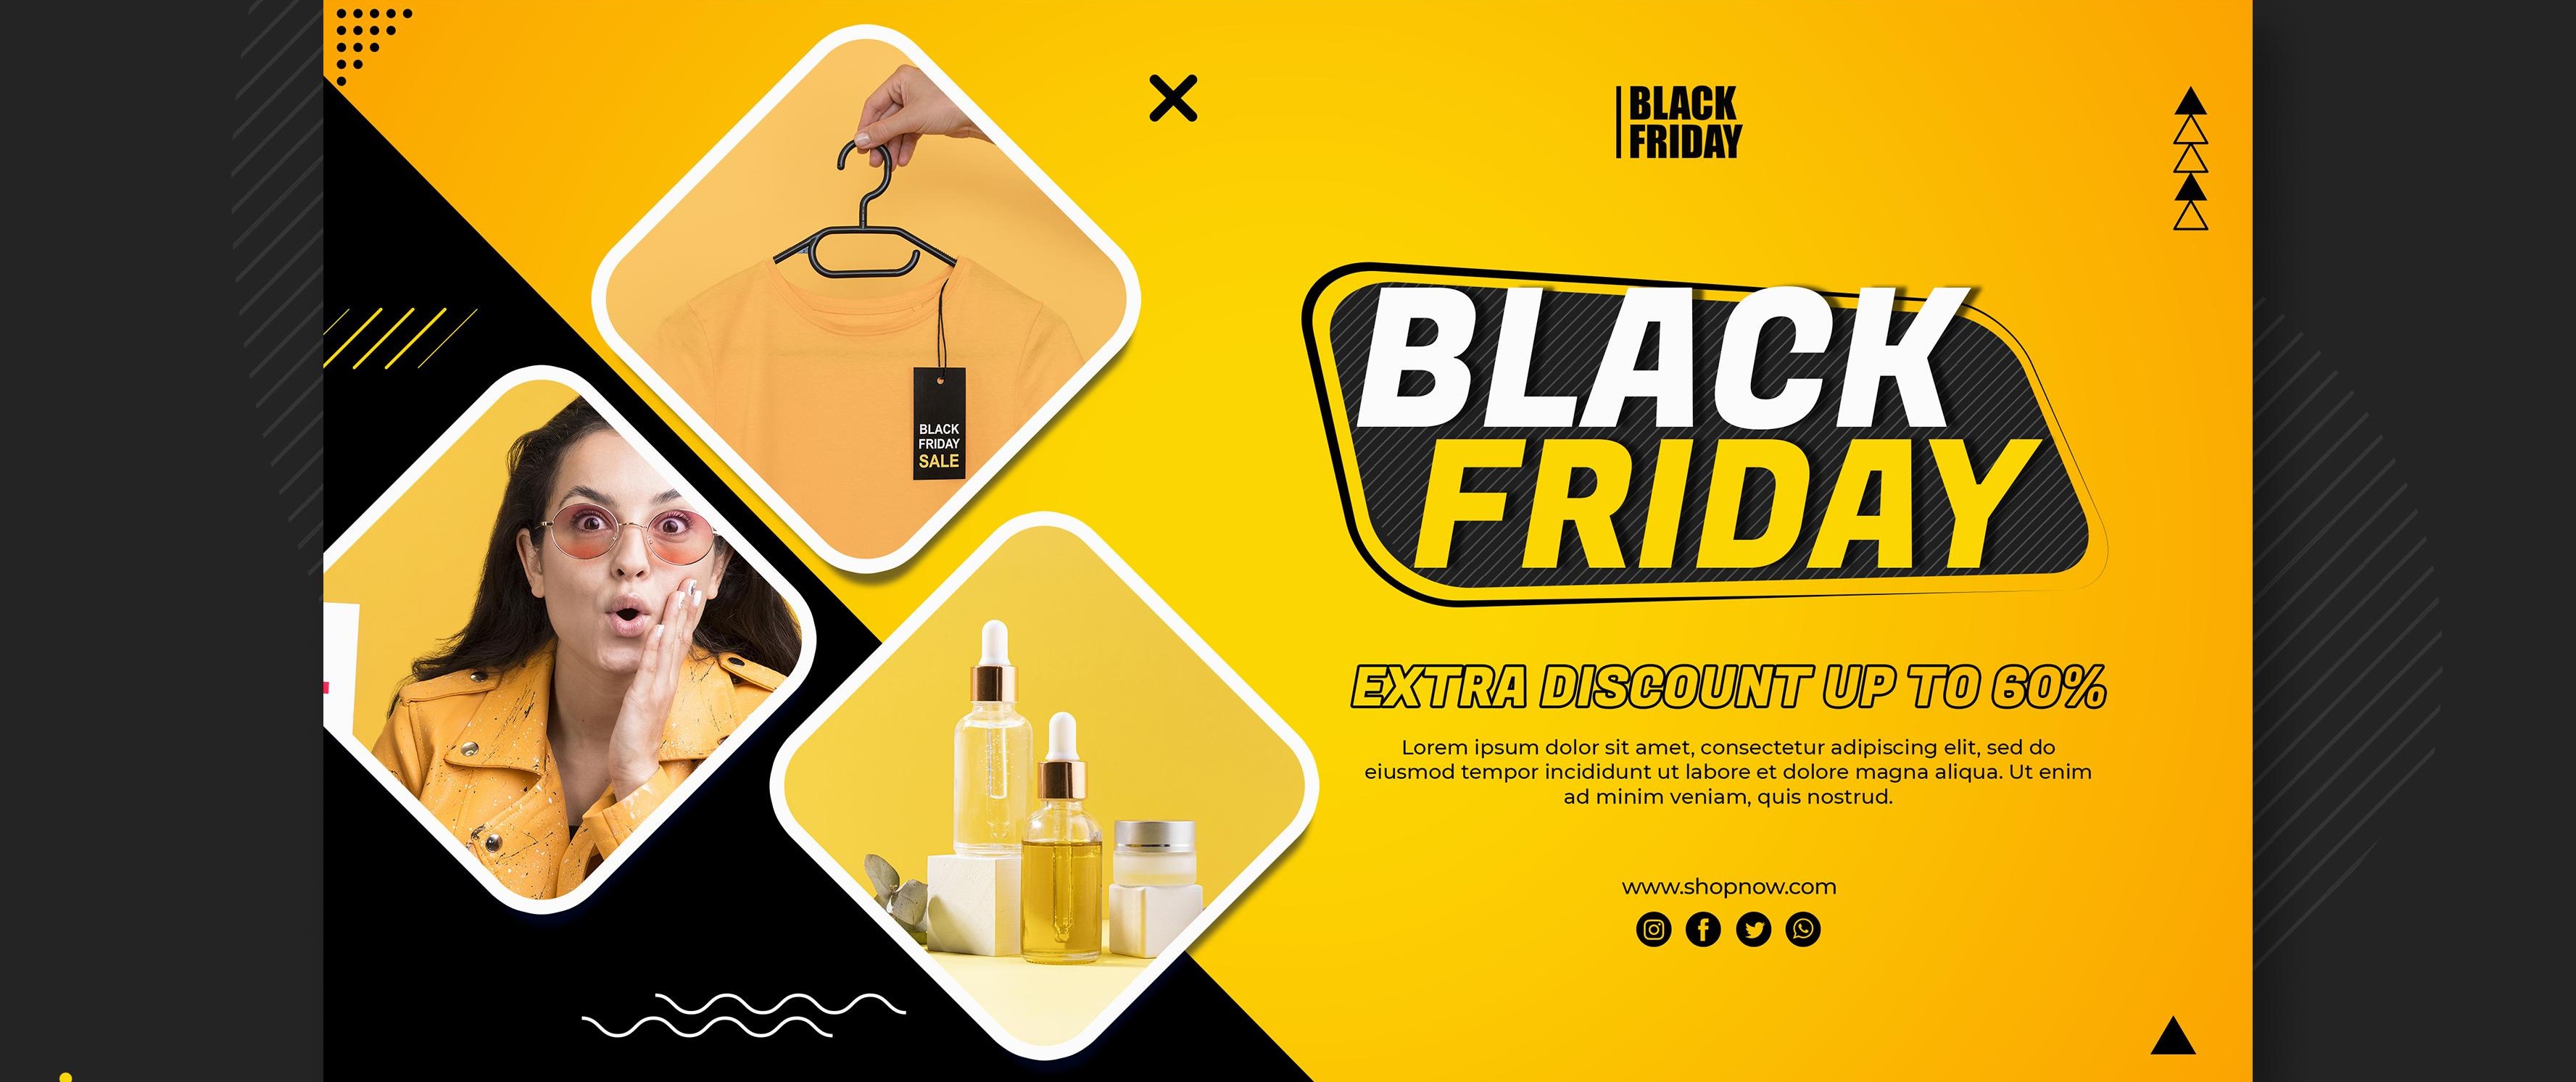 BLACK
FRIDAY
BLACK
FRIDAY
SALE
BLACK
FRIDAY
EXTRA DISCOUNT UP TO 60%
Lorem ipsum dolor sit amet, consectetur adipiscing elit, sed do
eiusmod tempor incididunt ut labore et dolore magna aliqua. Ut enim
ad minim veniam, quis nostrud.
www.shopnow.com